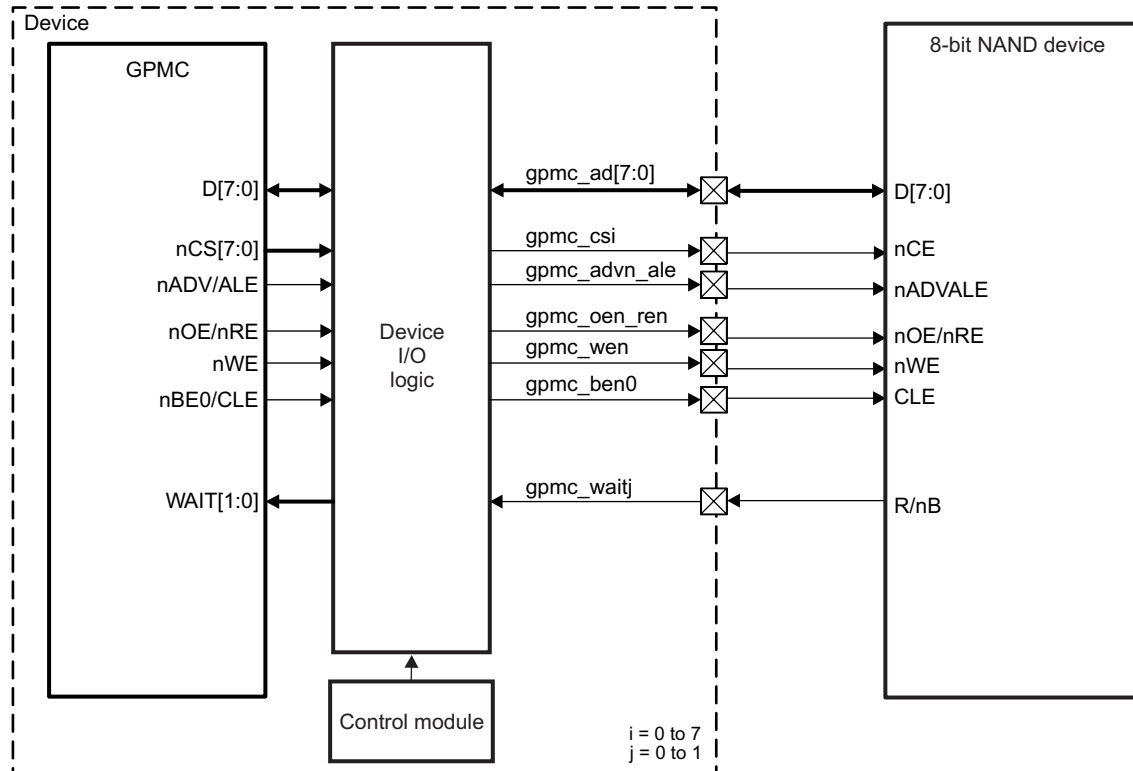 Device
GPMC
8-bit NAND device
D[7:0]
gpmc_ad[7:0]
D[7:0]
nCS[7:0]
gpmc_csi
nCE
nADV/ALE
gpmc_advn_ale
nADVALE
nOE/nRE
gpmc_oen_ren
nOE/nRE
Device
I/O
logic
nWE
gpmc_wen
nWE
nBE0/CLE
gpmc_ben0
CLE
WAIT[1:0]
gpmc_waitj
R/nB
Control module
i = 0 to 7
j = 0 to 1